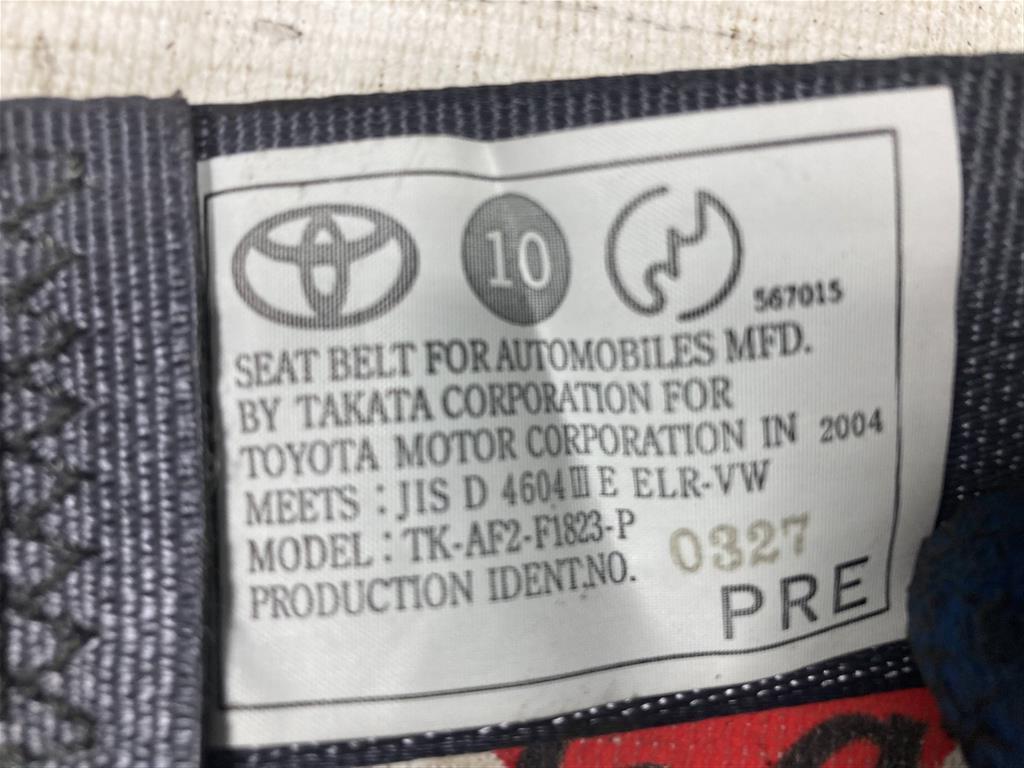 10
567015
SEAT BELT FOR AUTOMOBILES MFD.
BY TAKATA CORPORATION FOR
TOYOTA MOTOR CORPORATION IN 2004
MEETS : JIS D 4604 III E ELR-VW
MODEL : TK-AF2-F1823-P
PRODUCTION IDENT.NO. 0327
PRE